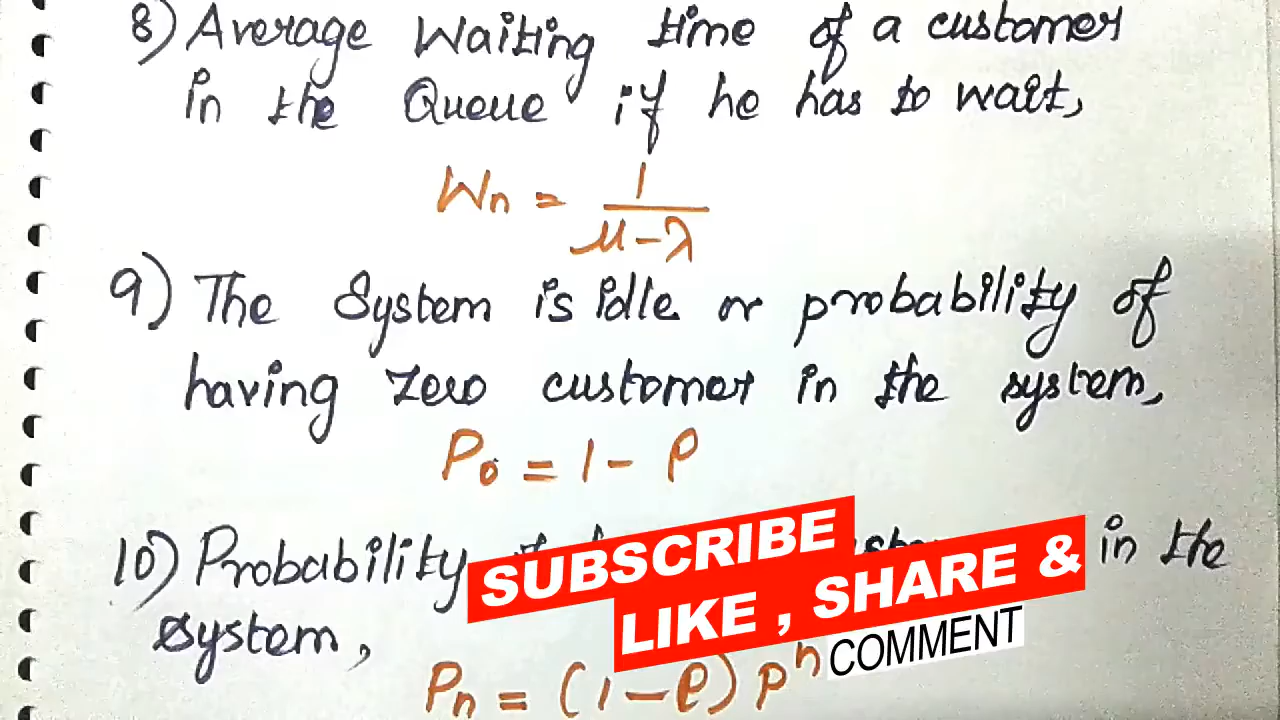 8) Average Waiting time of a customer
in the Queue if he has to wait,
Wn = 1/(μ-λ)
9) The System is idle or probability of
having zero customer in the system,
P₀ = 1 - ρ
10) Probability in the
system,
Pn = (1-ρ) ρⁿ
SUBSCRIBE
LIKE , SHARE &
COMMENT